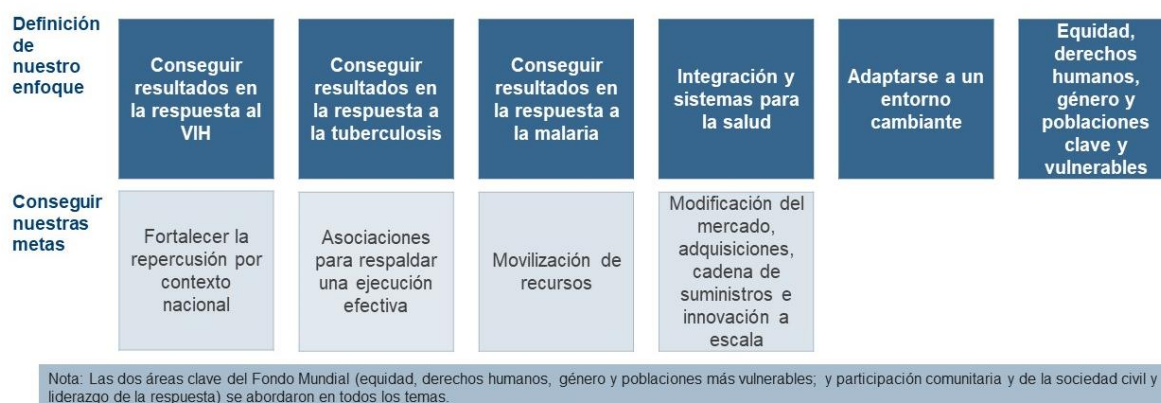 Definición
de
nuestro
enfoque
Conseguir
resultados en
la respuesta al
VIH
Conseguir
resultados en
la respuesta a
la tuberculosis
Conseguir
resultados en
la respuesta a
la malaria
Integración y
sistemas para
la salud
Adaptarse a un
entorno
cambiante
Equidad,
derechos
humanos,
género y
poblaciones
clave y
vulnerables
Conseguir
nuestras
metas
Fortalecer la
repercusión por
contexto
nacional
Asociaciones
para respaldar
una ejecución
efectiva
Movilización de
recursos
Modificación del
mercado,
adquisiciones,
cadena de
suministros e
innovación a
escala
Nota: Las dos áreas clave del Fondo Mundial (equidad, derechos humanos, género y poblaciones más vulnerables; y participación comunitaria y de la sociedad civil y
liderazgo de la respuesta) se abordaron en todos los temas.